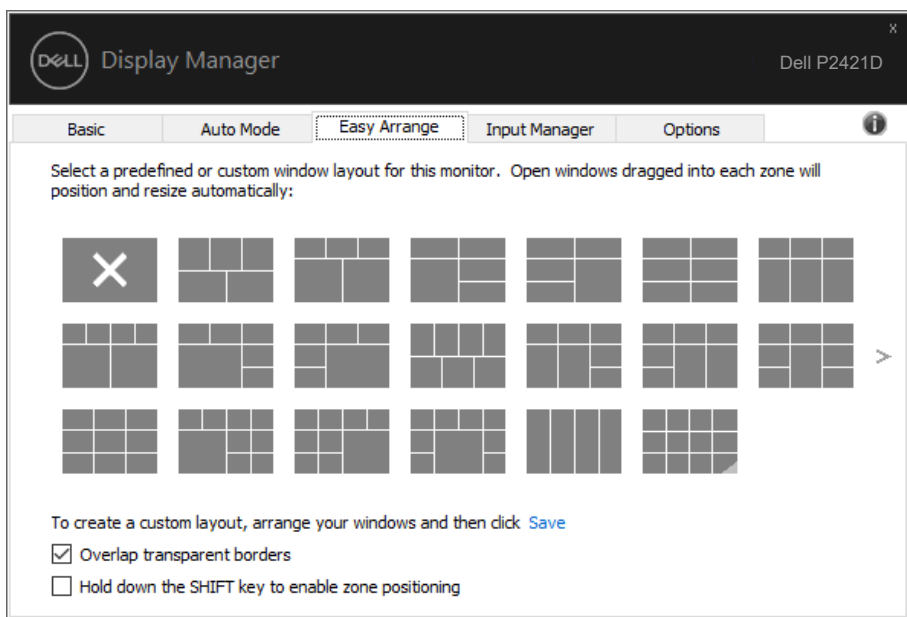 x
DELL Display Manager
Dell P2421D
Basic Auto Mode Easy Arrange Input Manager Options
Select a predefined or custom window layout for this monitor. Open windows dragged into each zone will
position and resize automatically:
>
To create a custom layout, arrange your windows and then click Save
Overlap transparent borders
Hold down the SHIFT key to enable zone positioning